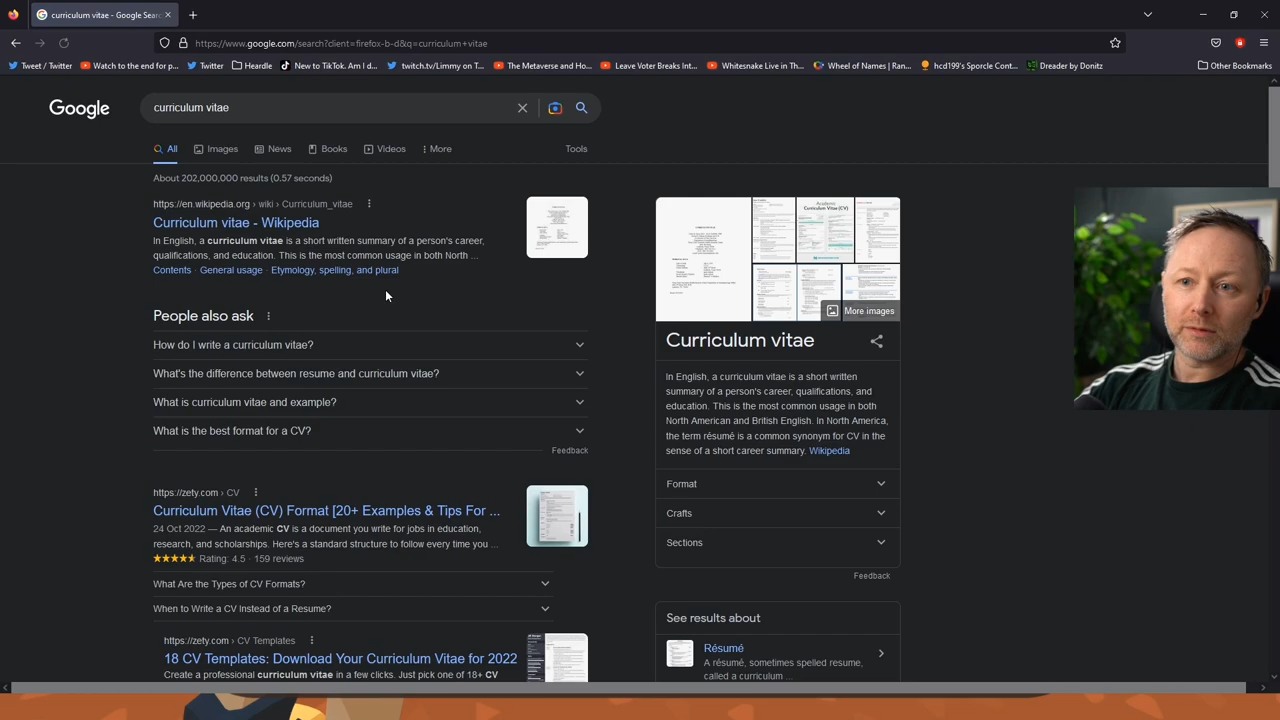 curriculum vitae - Google Sear
https://www.google.com/search?client=firefox-b-d&q=curriculum+vitae
Tweet / Twitter
Watch to the end for p...
Twitter
Heardle
New to TikTok. Am I d...
twitch.tv/Limmy on T...
The Metaverse and Ho...
Leave Voter Breaks Int...
Whitesnake Live in Th...
Wheel of Names | Ran...
hcd199's Sporcle Cont...
Dreader by Donitz
Other Bookmarks
Google
curriculum vitae
All
Images
News
Books
Videos
More
Tools
About 202,000,000 results (0.57 seconds)
https://en.wikipedia.org › wiki › Curriculum_vitae
Curriculum vitae - Wikipedia
In English, a curriculum vitae is a short written summary of a person's career,
qualifications, and education. This is the most common usage in both North ...
Etymology, spelling, and plural
People also ask
How do I write a curriculum vitae?
What's the difference between resume and curriculum vitae?
What is curriculum vitae and example?
What is the best format for a CV?
Feedback
https://zety.com › CV
Curriculum Vitae (CV) Format [20+ Examples & Tips For ...
24 Oct 2022 — An academic CV is a document you write for jobs in education,
research, and scholarships. Here's a standard structure to follow every time you ...
Rating: 4.5 · 159 reviews
What Are the Types of CV Formats?
When to Write a CV Instead of a Resume?
https://zety.com › CV Templates
18 CV Templates: Download Your Curriculum Vitae for 2022
Create a professional curriculum vitae in a few clicks. Just pick one of 18+ CV
Academic
Curriculum Vitae (CV)
More images
Curriculum vitae
In English, a curriculum vitae is a short written
summary of a person's career, qualifications, and
education. This is the most common usage in both
North American and British English. In North America,
the term résumé is a common synonym for CV in the
sense of a short career summary. Wikipedia
Format
Crafts
Sections
Feedback
See results about
Résumé
A résumé, sometimes spelled resume,
called a curriculum ...